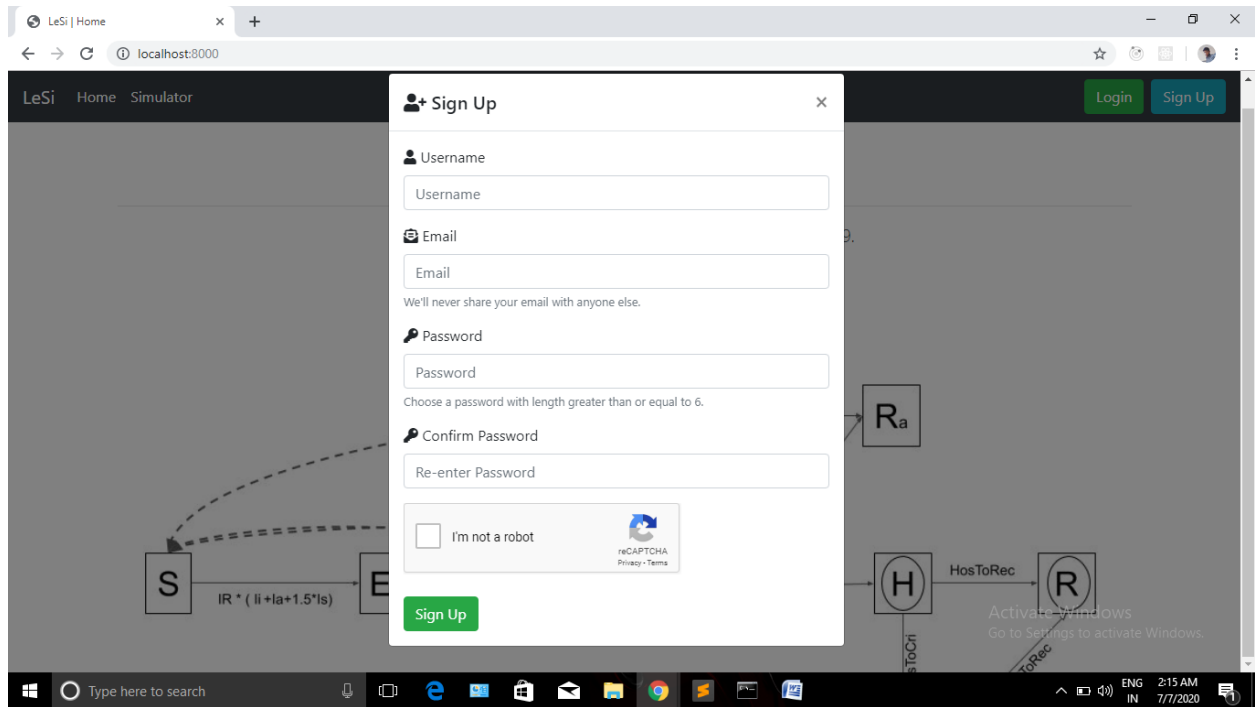 LeSi | Home
localhost:8000
LeSi Home Simulator
Login Sign Up
Sign Up
Username
Username
Email
9.
Email
We'll never share your email with anyone else.
Password
Password
Choose a password with length greater than or equal to 6.
Ra
Confirm Password
Re-enter Password
I'm not a robot
reCAPTCHA
Privacy - Terms
S
IR * ( Ii +Ia+1.5*Is)
E
H
HosToRec
R
Sign Up
Activate Windows
Go to Settings to activate Windows.
sToCri
oRec
Type here to search
ENG
IN
2:15 AM
7/7/2020
1